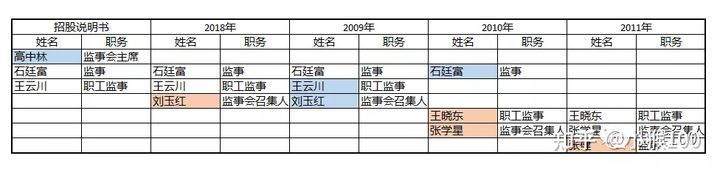 招股说明书 2018年 2009年 2010年 2011年
姓名 职务 姓名 职务 姓名 职务 姓名 职务 姓名 职务
高中林 监事会主席
石廷富 监事 石廷富 监事 石廷富 监事 石廷富 监事
王云川 职工监事 王云川 职工监事 王云川 职工监事
刘玉红 监事会召集人 刘玉红 监事会召集人
王晓东 职工监事 王晓东 职工监事
张学星 监事会召集人 张学星 监事会召集人
知乎